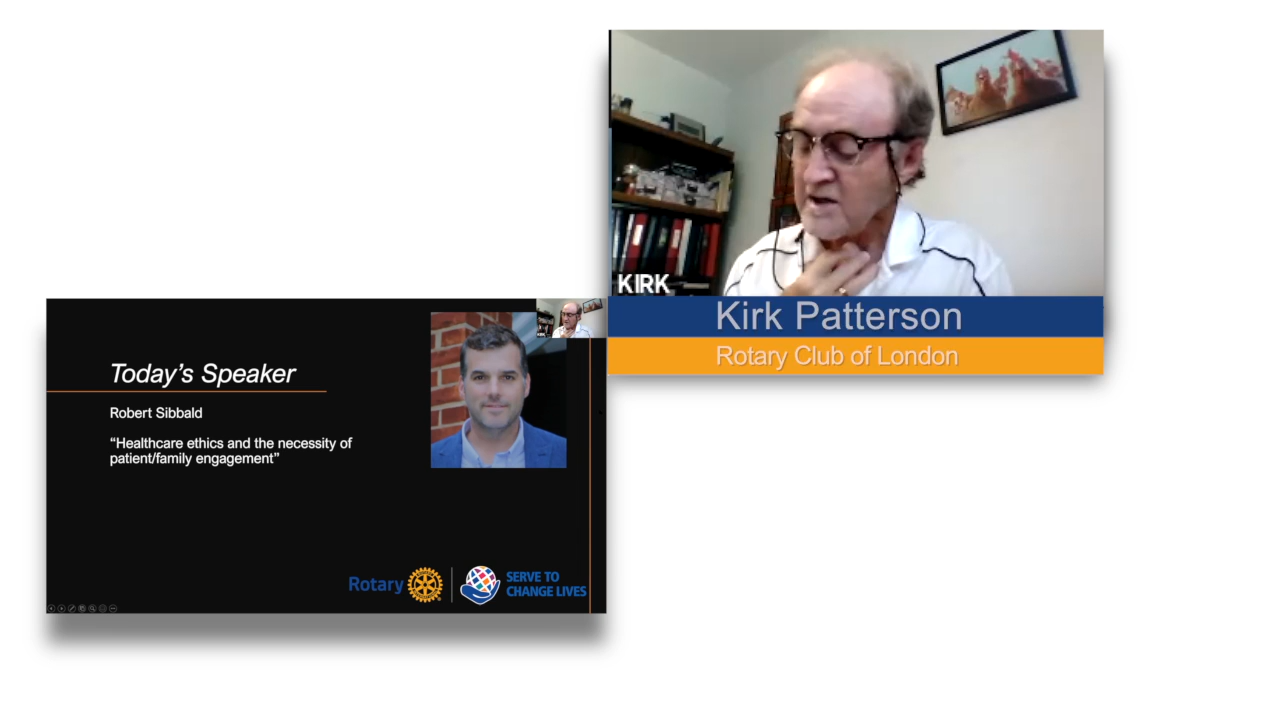 KIRK
Kirk Patterson
Rotary Club of London
Today's Speaker
Robert Sibbald
“Healthcare ethics and the necessity of
patient/family engagement”
Rotary
SERVE TO
CHANGE LIVES